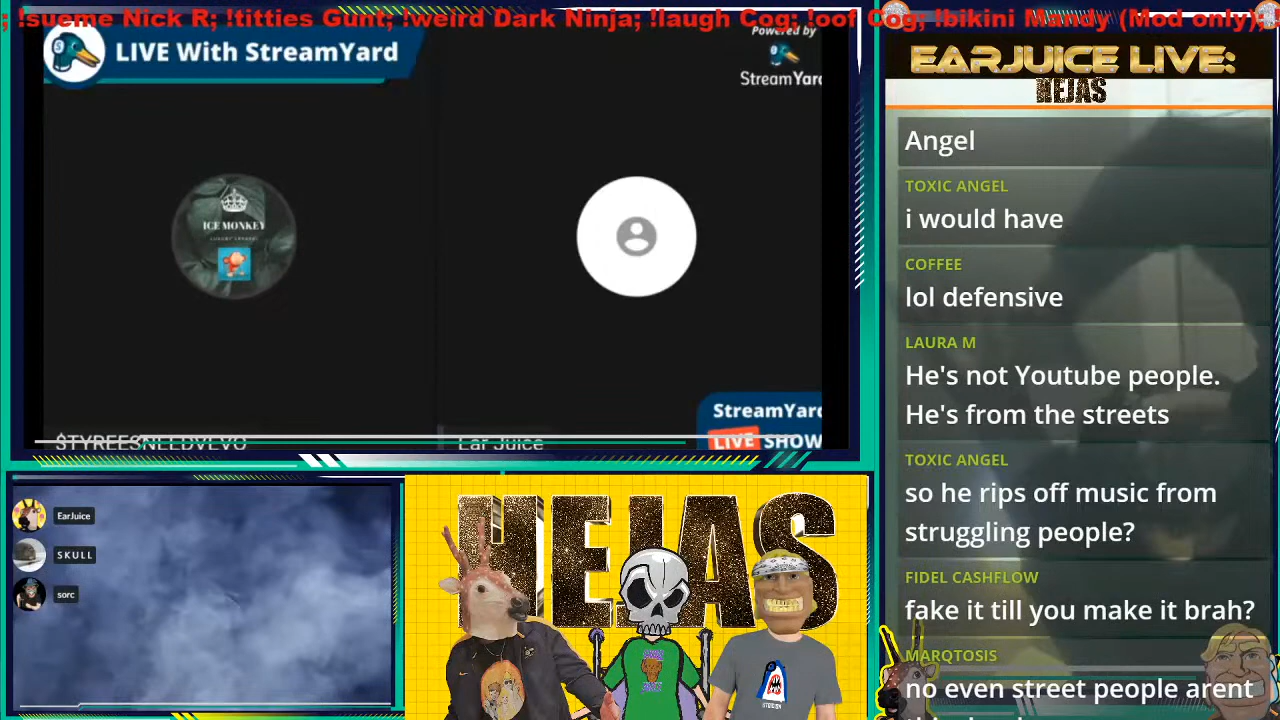 ; !sueme Nick R; !titties Gunt; !weird Dark Ninja; !laugh Cog; !oof Cog; !bikini Mandy (Mod only);
LIVE With StreamYard
Powered by
StreamYard
ICE MONKEY
$TYREESNEEDVEVO
Ear Juice
StreamYard
LIVE SHOW
EarJuice
SKULL
sorc
HEJAS
EARJUICE LIVE:
HEJAS
Angel
TOXIC ANGEL
i would have
COFFEE
lol defensive
LAURA M
He's not Youtube people.
He's from the streets
TOXIC ANGEL
so he rips off music from
struggling people?
FIDEL CASHFLOW
fake it till you make it brah?
MARQTOSIS
no even street people arent